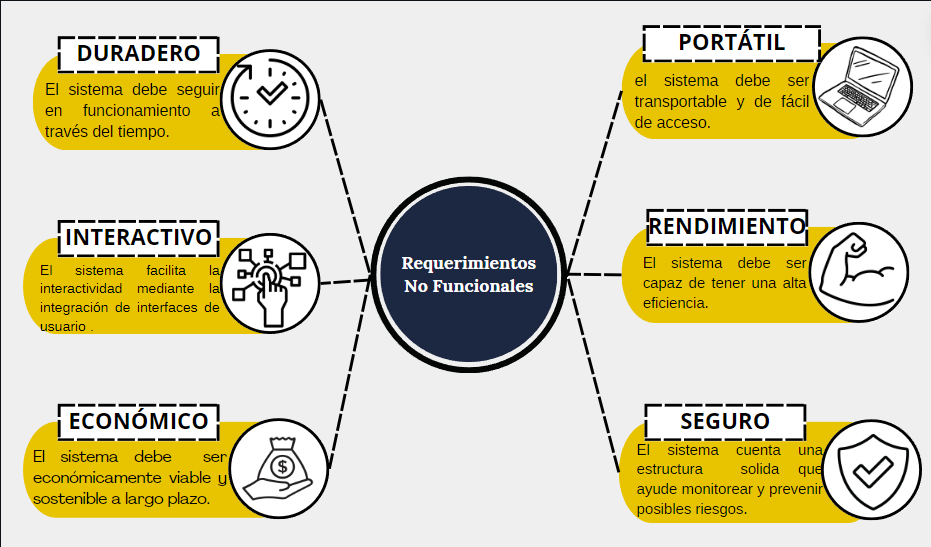 DURADERO
El sistema debe seguir
en funcionamiento a
través del tiempo.
INTERACTIVO
El sistema facilita la
interactividad mediante la
integración de interfaces de
usuario .
ECONÓMICO
El sistema debe ser
económicamente viable y
sostenible a largo plazo.
Requerimientos
No Funcionales
PORTÁTIL
el sistema debe ser
transportable y de fácil
de acceso.
RENDIMIENTO
El sistema debe ser
capaz de tener una alta
eficiencia.
SEGURO
El sistema cuenta una
estructura solida que
ayude monitorear y prevenir
posibles riesgos.
$